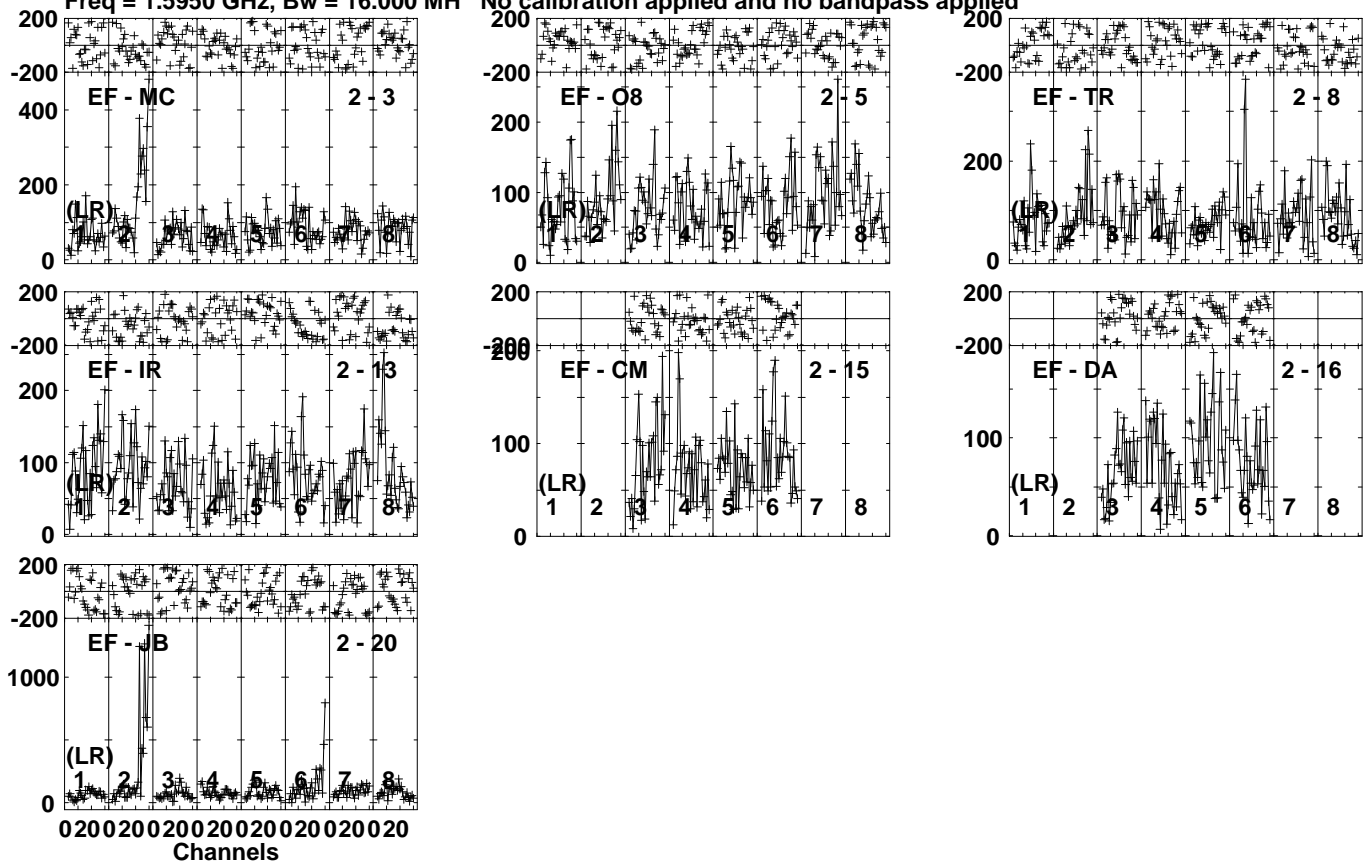 Freq = 1.5950 GHz, Bw = 16.000 MH No calibration applied and no bandpass applied
200
-200
400
200
0
EF - MC 2 - 3
(LR)
1 2 3 4 5 6 7 8
200
-200
200
100
0
EF - O8 2 - 5
(LR)
1 2 3 4 5 6 7 8
200
-200
200
0
EF - TR 2 - 8
(LR)
1 2 3 4 5 6 7 8
200
-200
200
100
0
EF - IR 2 - 13
(LR)
1 2 3 4 5 6 7 8
200
-200
200
100
0
EF - CM 2 - 15
(LR)
1 2 3 4 5 6 7 8
200
-200
100
0
EF - DA 2 - 16
(LR)
1 2 3 4 5 6 7 8
200
-200
1000
0
EF - JB 2 - 20
(LR)
1 2 3 4 5 6 7 8
0 20 0 20 0 20 0 20 0 20 0 20 0 20 0 20
Channels